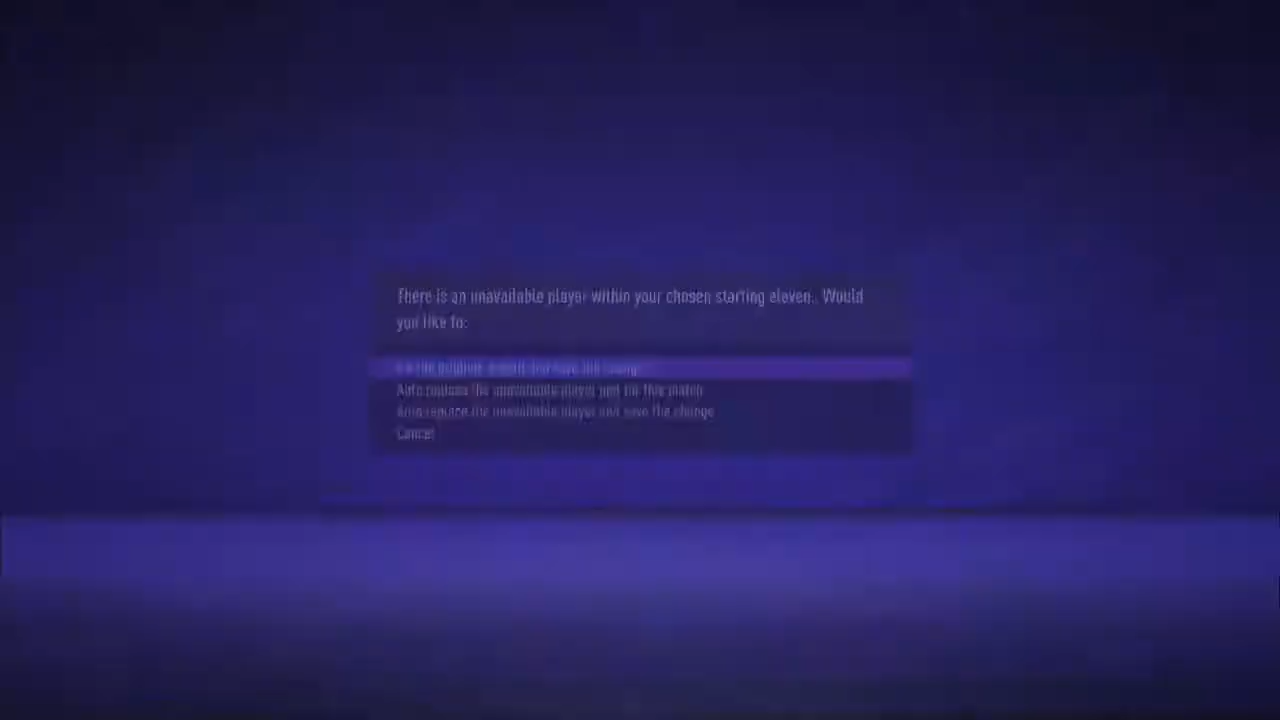 There is an unavailable player within your chosen starting eleven. Would
you like to:
Auto replace the unavailable player just for this match
Auto replace the unavailable player and save the change
Cancel